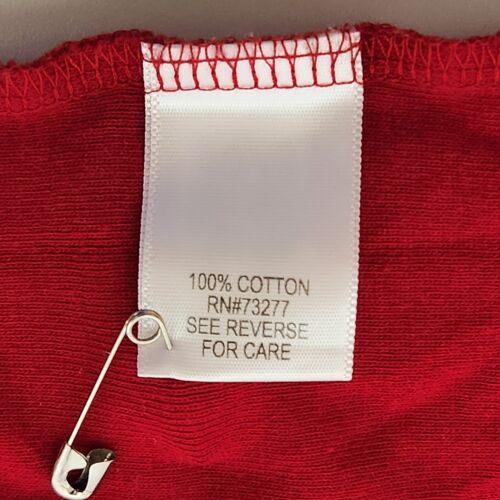 100% COTTON
RN#73277
SEE REVERSE
FOR CARE